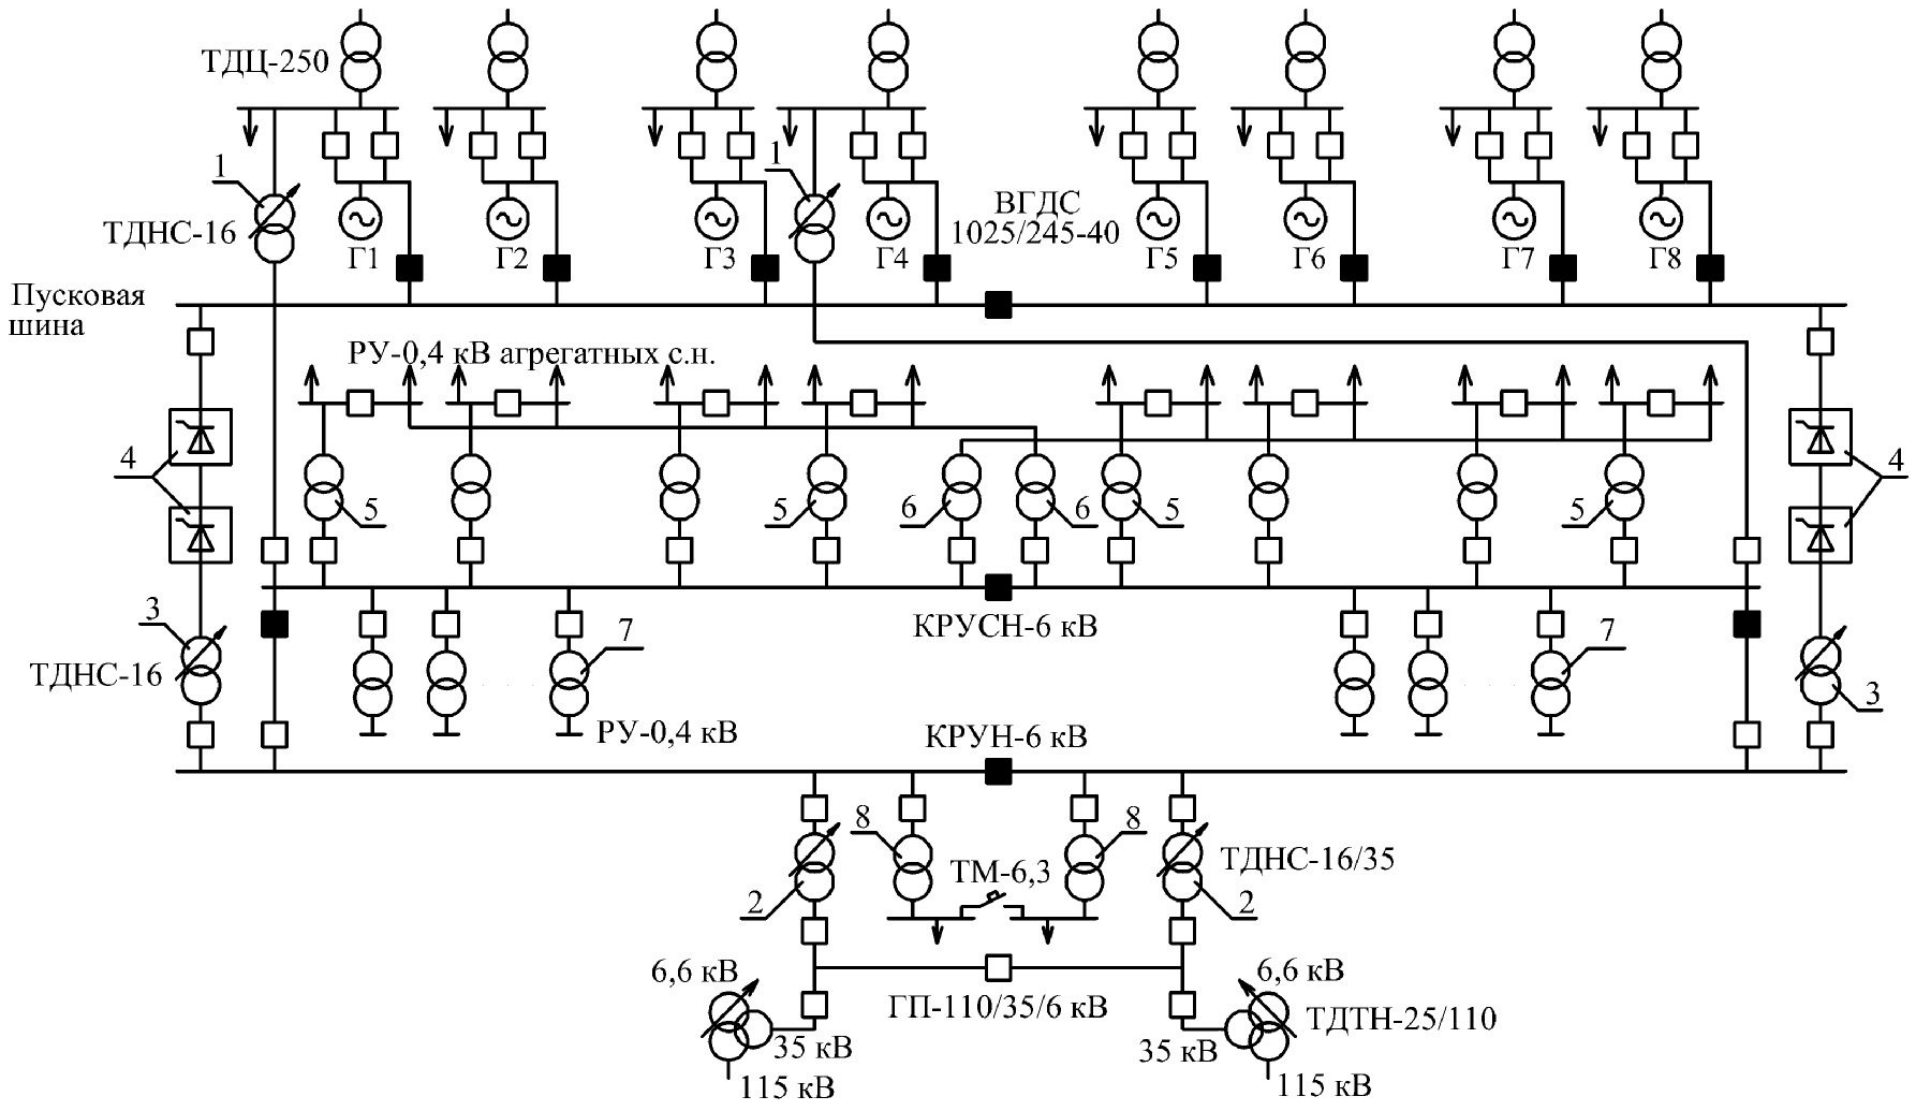 ТДЦ-250
1
1
ТДНС-16
ВГДС
1025/245-40
Г1
Г2
Г3
Г4
Г5
Г6
Г7
Г8
Пусковая
шина
РУ-0,4 кВ агрегатных с.н.
4
4
5
5
6
6
5
5
3
КРУСН-6 кВ
7
7
ТДНС-16
3
РУ-0,4 кВ
КРУН-6 кВ
8
8
ТМ-6,3
ТДНС-16/35
2
2
6,6 кВ
6,6 кВ
ГП-110/35/6 кВ
ТДТН-25/110
35 кВ
35 кВ
115 кВ
115 кВ